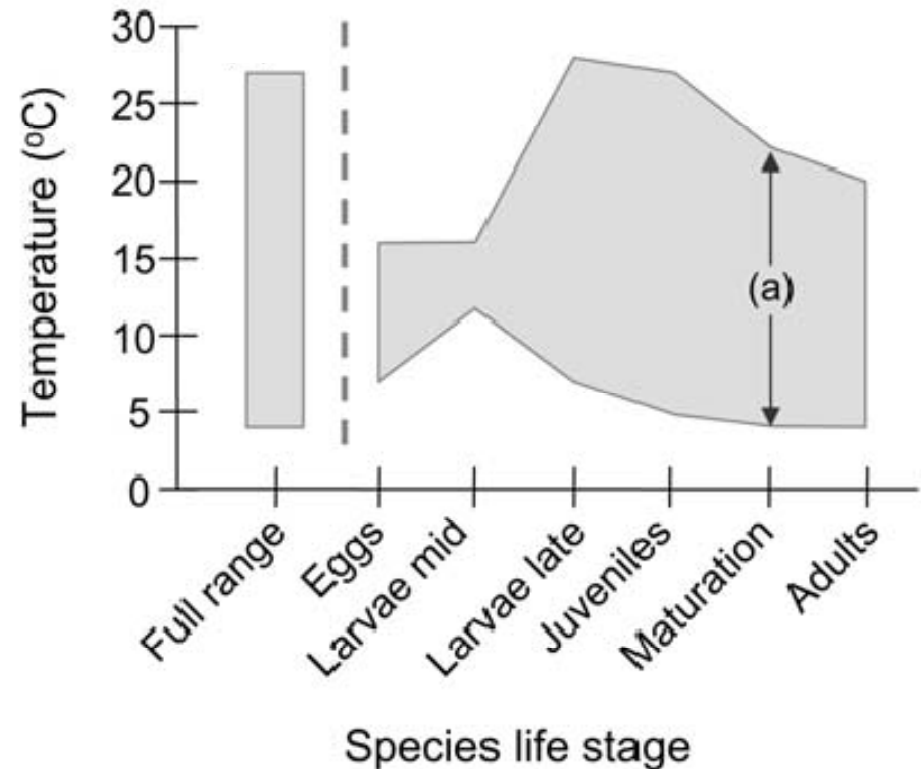 30
25
20
15
10
5
0
Temperature (ºC)
(a)
Full range
Eggs
Larvae mid
Larvae late
Juveniles
Maturation
Adults
Species life stage